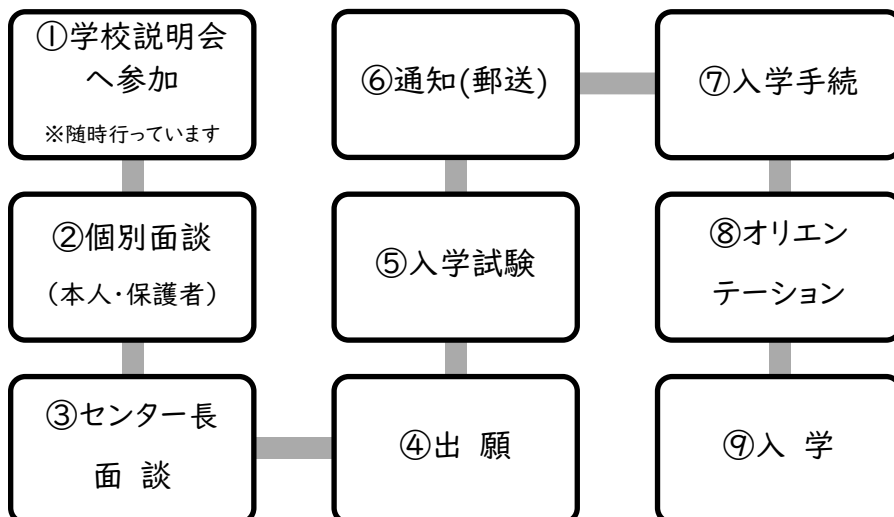 ①学校説明会
へ参加
※随時行っています
②個別面談
(本人・保護者)
③センター長
面 談
④出 願
⑤入学試験
⑥通知(郵送)
⑦入学手続
⑧オリエン
テーション
⑨入 学